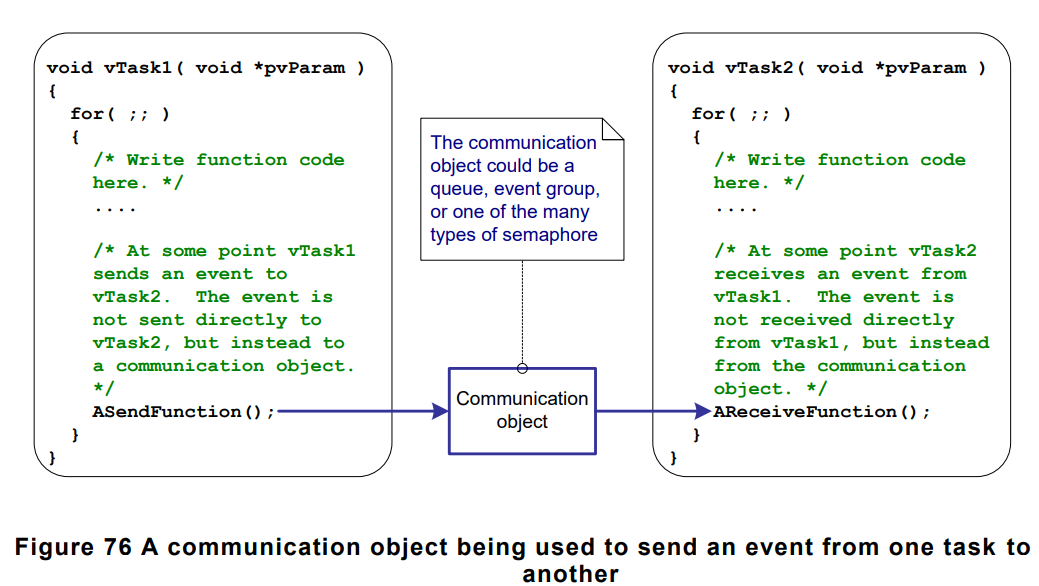 void vTask1( void *pvParam )
{
for( ;; )
{
/* Write function code
here. */
....
/* At some point vTask1
sends an event to
vTask2.  The event is
not sent directly to
vTask2, but instead to
a communication object.
*/
ASendFunction();
}
}
The communication
object could be a
queue, event group,
or one of the many
types of semaphore
Communication
object
void vTask2( void *pvParam )
{
for( ;; )
{
/* Write function code
here. */
....
/* At some point vTask2
receives an event from
vTask1.  The event is
not received directly
from vTask1, but instead
from the communication
object. */
AReceiveFunction();
}
}
Figure 76 A communication object being used to send an event from one task to
another